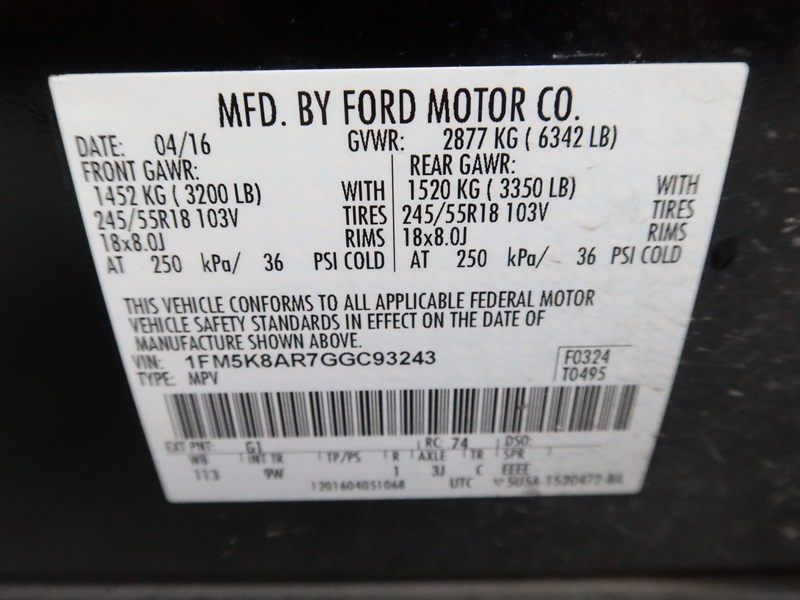 MFD. BY FORD MOTOR CO.
DATE: 04/16 GVWR: 2877 KG ( 6342 LB)
FRONT GAWR: REAR GAWR:
1452 KG ( 3200 LB) WITH 1520 KG ( 3350 LB) WITH
245/55R18 103V TIRES 245/55R18 103V TIRES
18x8.0J RIMS 18x8.0J RIMS
AT 250 kPa/ 36 PSI COLD AT 250 kPa/ 36 PSI COLD
THIS VEHICLE CONFORMS TO ALL APPLICABLE FEDERAL MOTOR
VEHICLE SAFETY STANDARDS IN EFFECT ON THE DATE OF
MANUFACTURE SHOWN ABOVE.
VIN: 1FM5K8AR7GGC93243 F0324
TYPE: MPV T0495
EXT PNT: G1 RC: 74 DSO:
WB INT TR TP/PS R AXLE TR SPR
113 9W 1 3J C EEEE
1201604051068 UTC